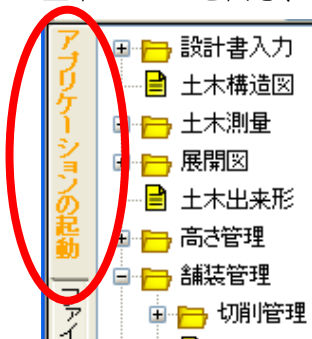 アプリケーションの起動
ファイ
設計書入力
土木構造図
土木測量
展開図
土木出来形
高さ管理
舗装管理
切削管理